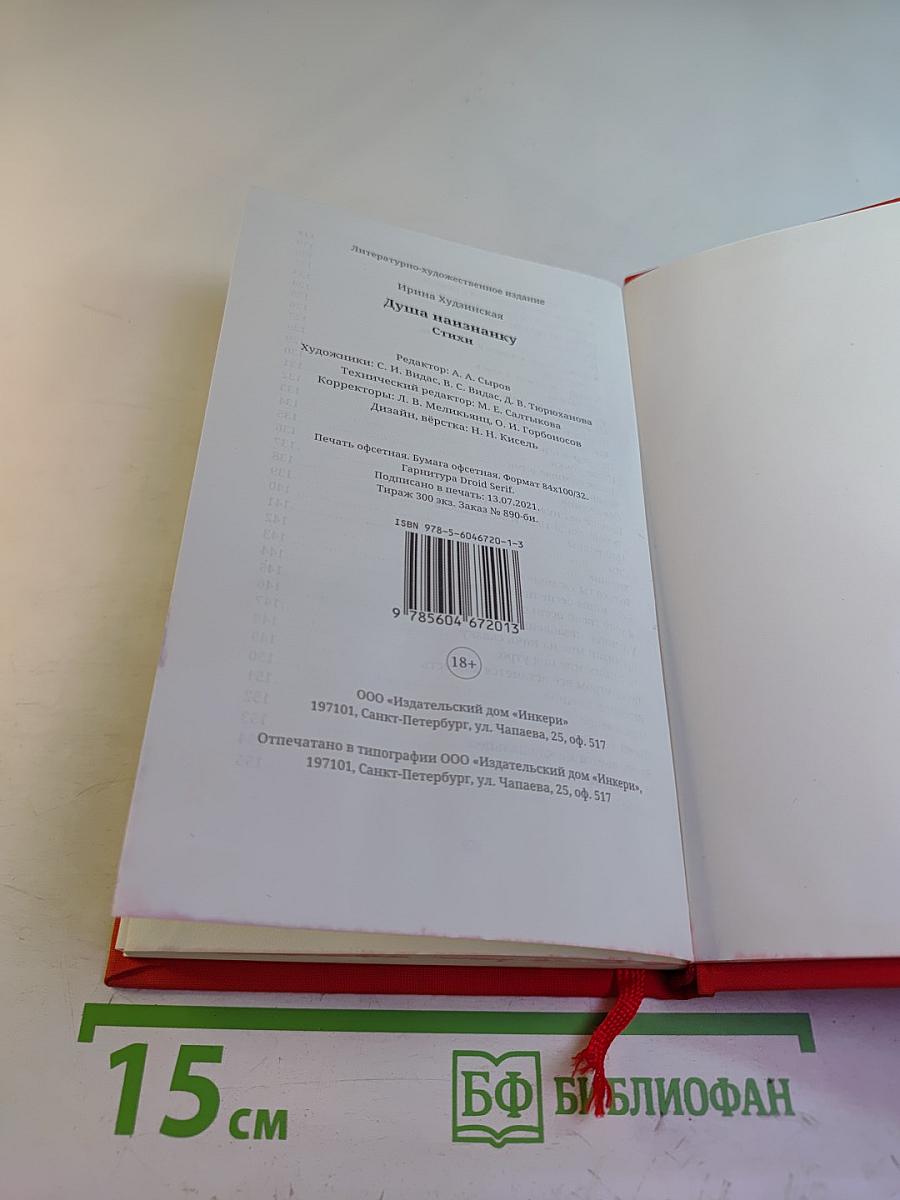 Литературно-художественное издание
Ирина Худзинская
Душа наизнанку
Стихи
Редактор: А. А. Сыров
Художники: С. И. Видас, В. С. Видас, Д. В. Тюрюханова
Технический редактор: М. Е. Салтыкова
Корректоры: Л. В. Меликьянц, О. И. Горбоносов
Дизайн, вёрстка: Н. Н. Кисель
Печать офсетная. Бумага офсетная. Формат 84х100/32.
Гарнитура Droid Serif.
Подписано в печать: 13.07.2021.
Тираж 300 экз. Заказ № 890-би.
ISBN 978-5-6046720-1-3
9 785604 672013
18+
ООО «Издательский дом «Инкери»
197101, Санкт-Петербург, ул. Чапаева, 25, оф. 517
Отпечатано в типографии ООО «Издательский дом «Инкери»,
197101, Санкт-Петербург, ул. Чапаева, 25, оф. 517
15 см
БФ БИБЛИОФАН